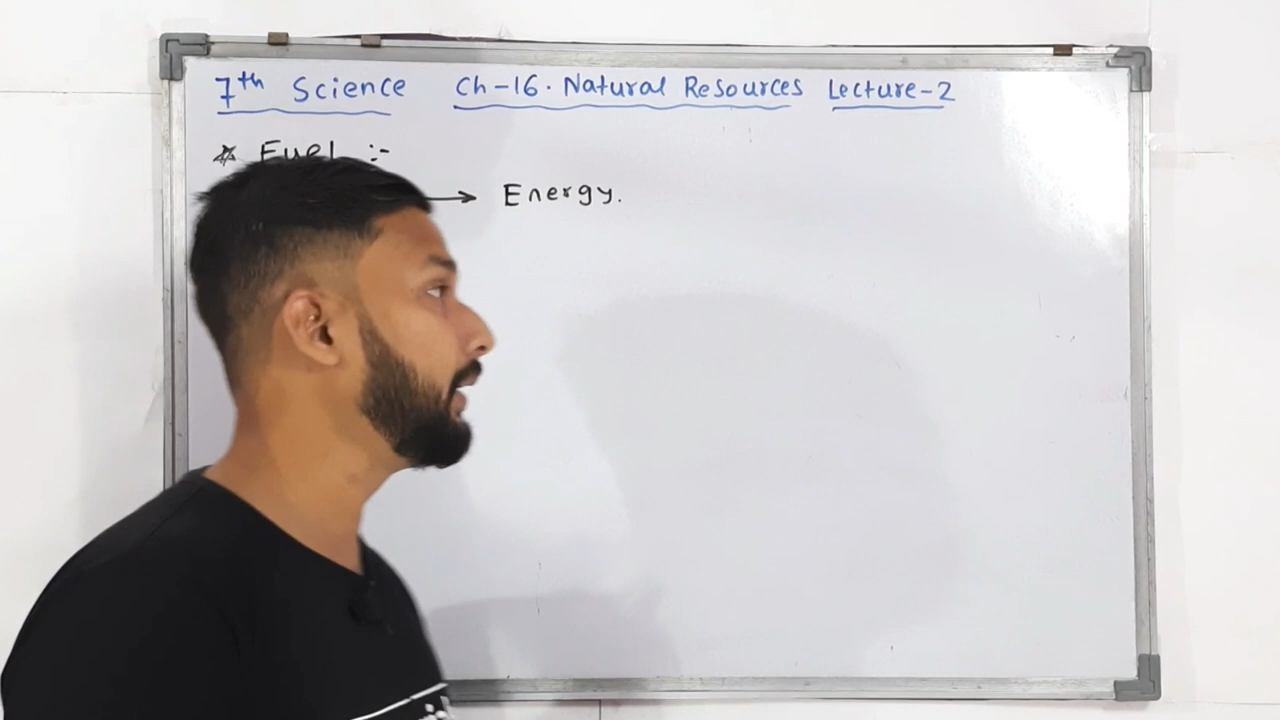 7th Science Ch-16. Natural Resources Lecture-2
* Fuel :-
→ Energy.